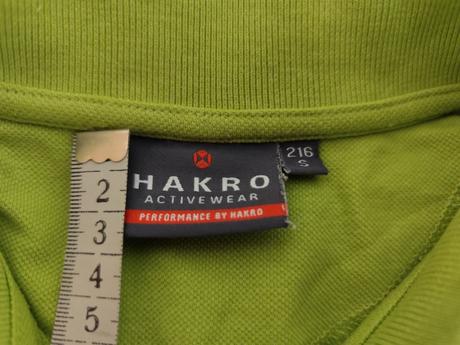 HAKRO
ACTIVEWEAR
PERFORMANCE BY HAKRO
216
S
2
3
4
5